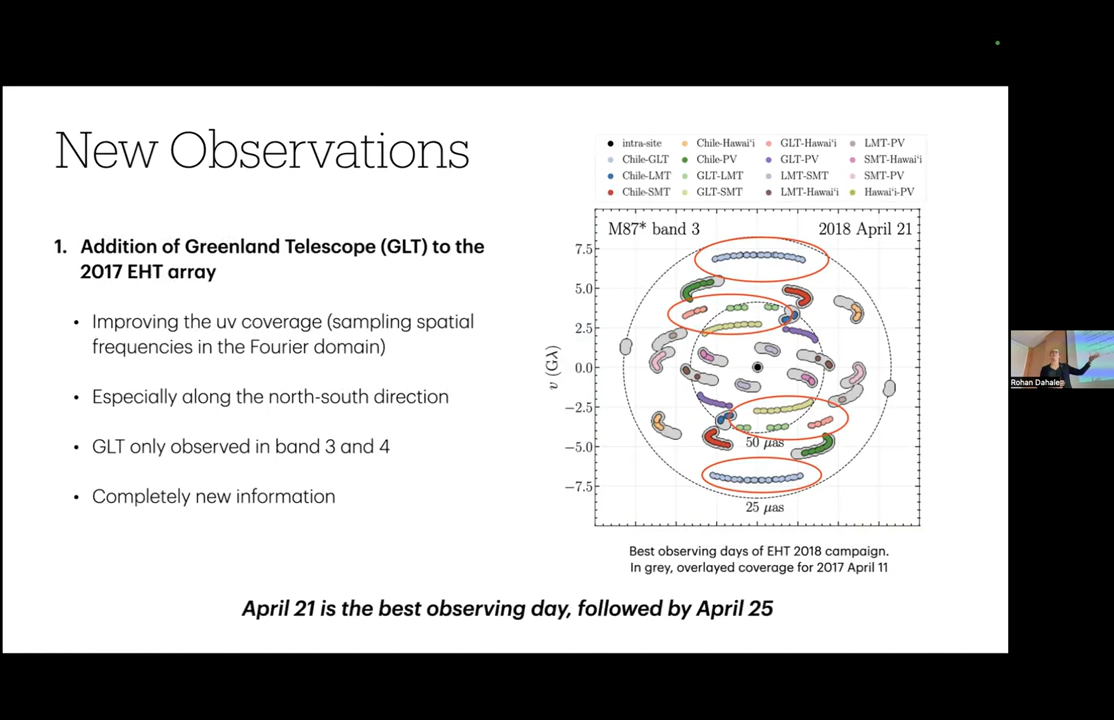 New Observations
1. Addition of Greenland Telescope (GLT) to the
2017 EHT array
• Improving the uv coverage (sampling spatial
frequencies in the Fourier domain)
• Especially along the north-south direction
• GLT only observed in band 3 and 4
• Completely new information
intra-site Chile-Hawai'i GLT-Hawai'i LMT-PV
Chile-GLT Chile-PV GLT-PV SMT-Hawai'i
Chile-LMT GLT-LMT LMT-SMT SMT-PV
Chile-SMT GLT-SMT LMT-Hawai'i Hawai'i-PV
M87* band 3 2018 April 21
7.5
5.0
2.5
0.0
−2.5
−5.0
−7.5
v (Gλ)
50 μas
25 μas
Best observing days of EHT 2018 campaign.
In grey, overlayed coverage for 2017 April 11
April 21 is the best observing day, followed by April 25
Rohan Dahale